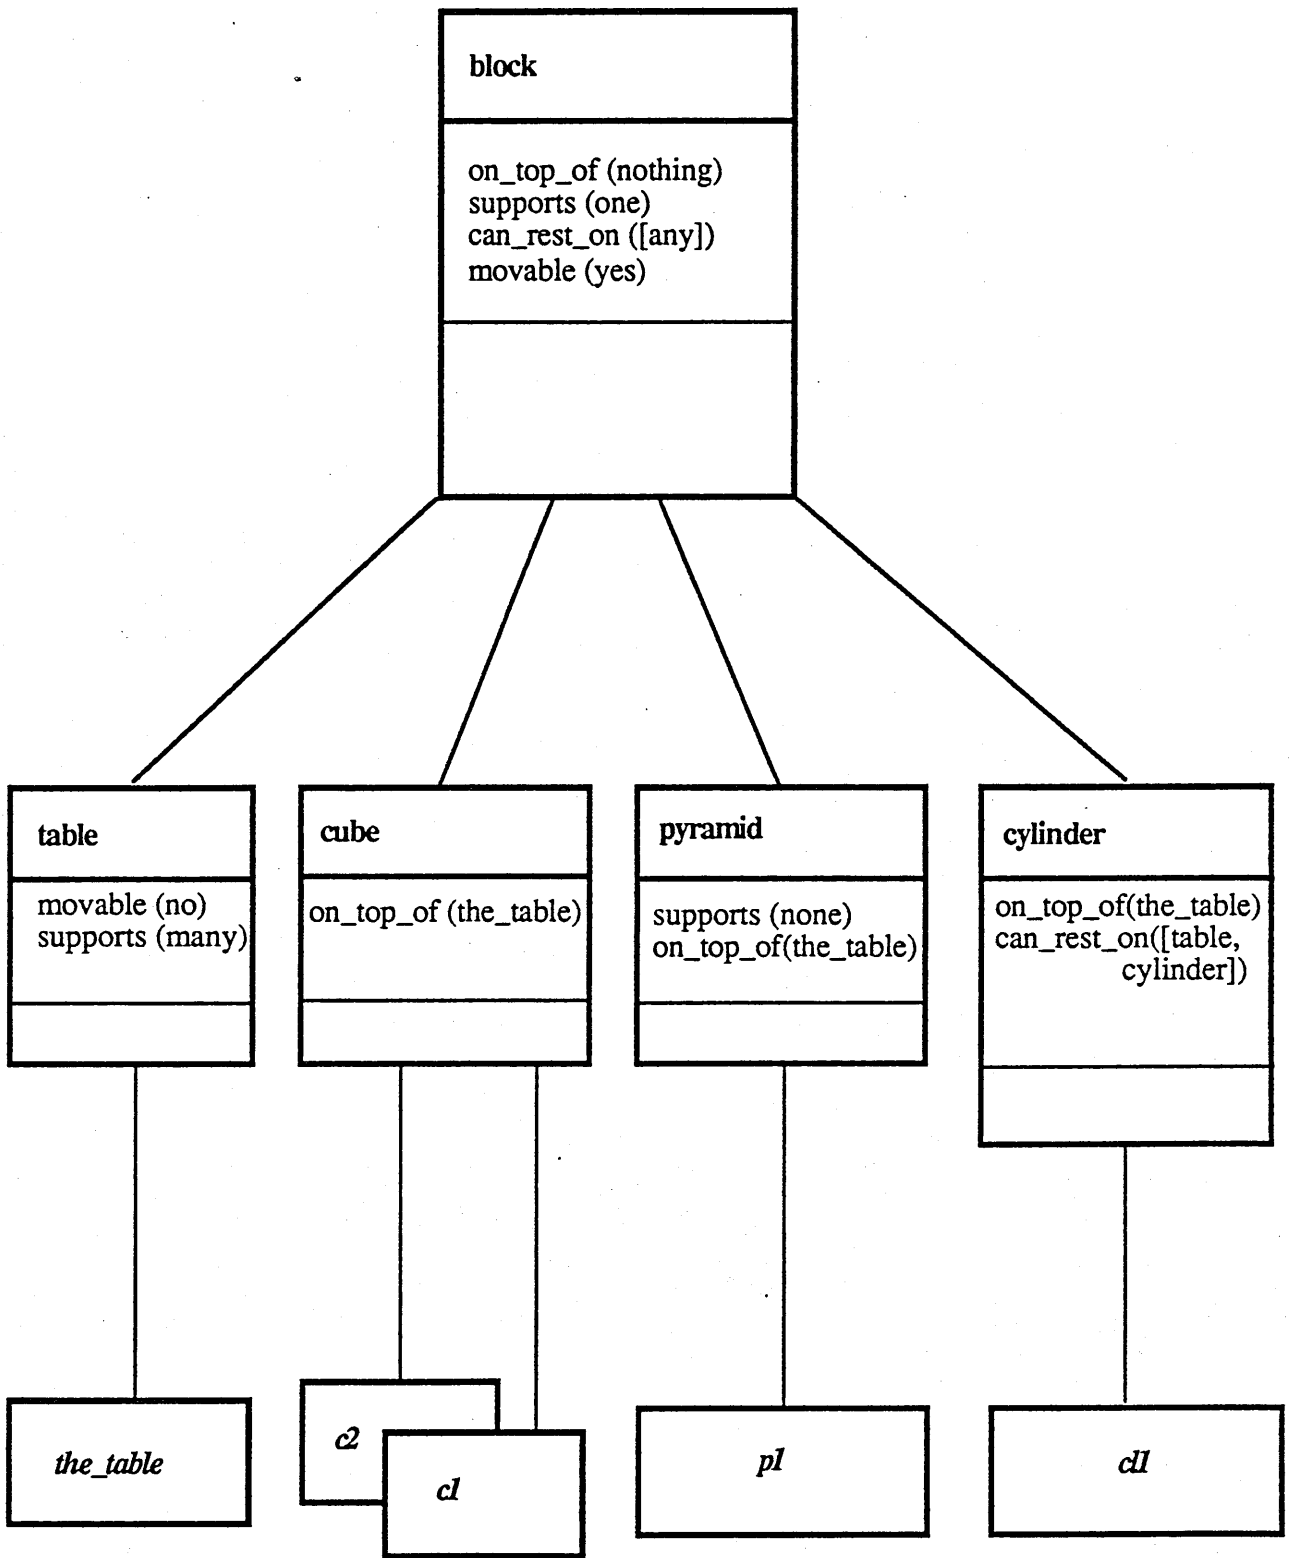 block
on_top_of (nothing)
supports (one)
can_rest_on ([any])
movable (yes)
table
movable (no)
supports (many)
cube
on_top_of (the_table)
pyramid
supports (none)
on_top_of(the_table)
cylinder
on_top_of(the_table)
can_rest_on([table,
cylinder])
the_table
c2
c1
p1
cl1